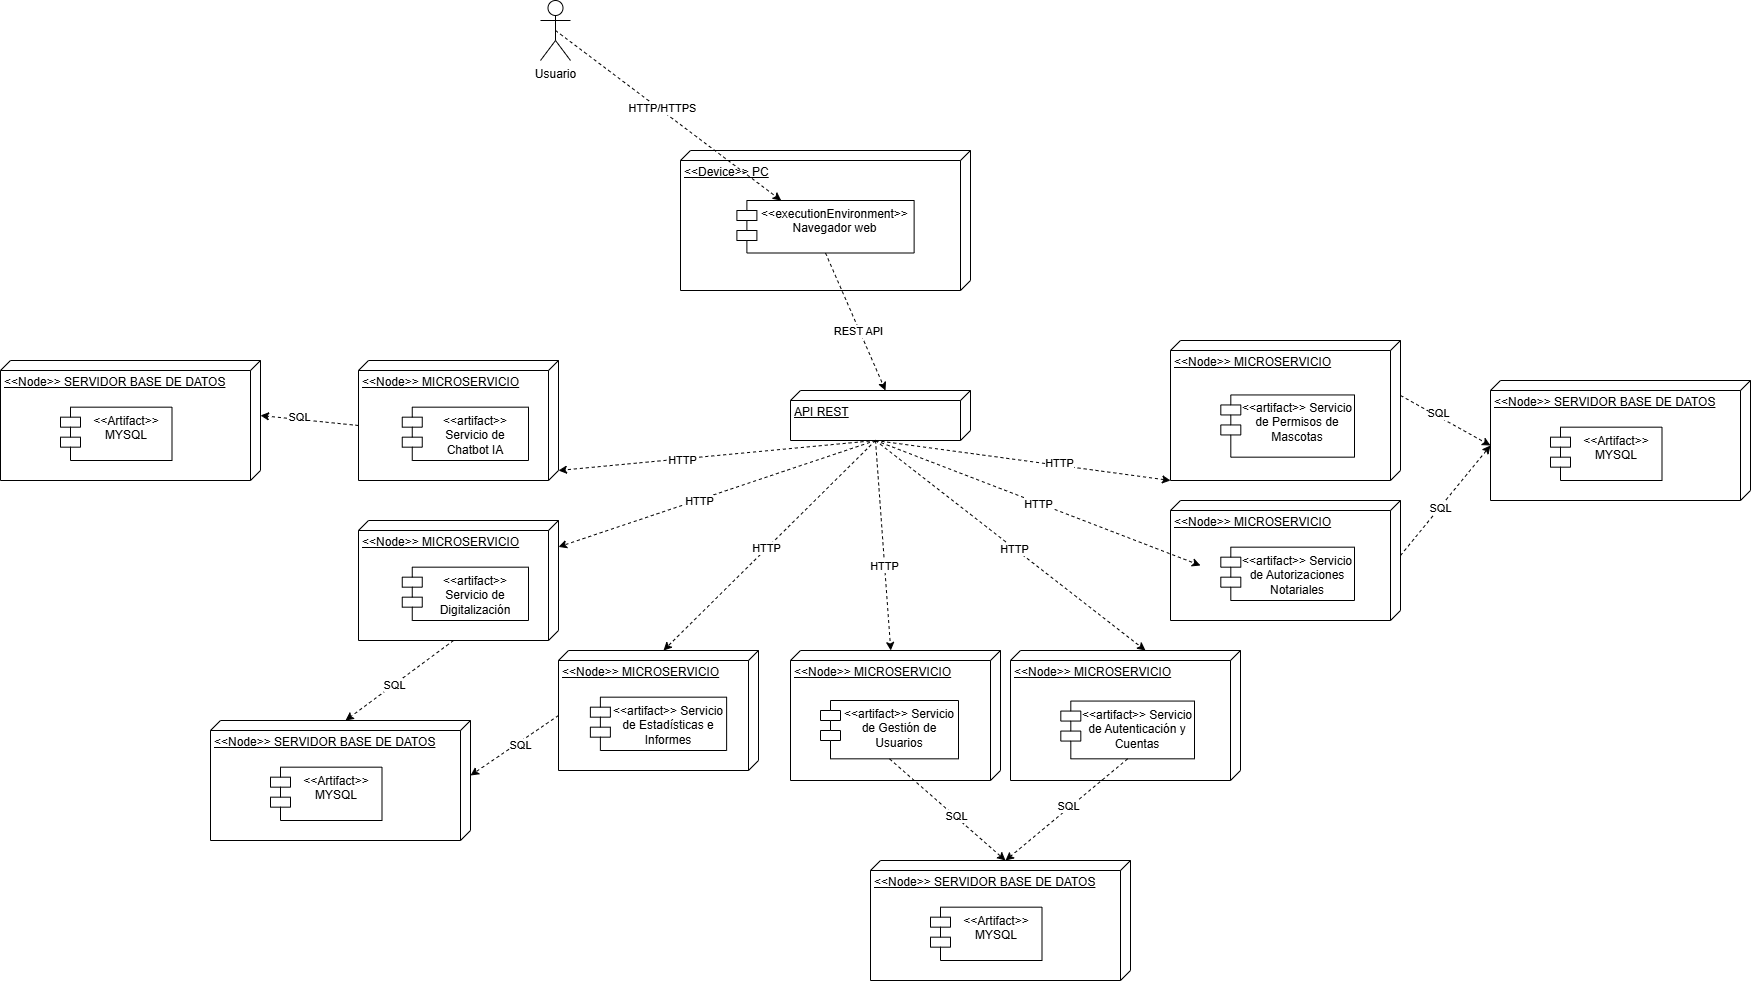 Usuario
HTTP/HTTPS
<<Device>> PC
<<executionEnvironment>>
Navegador web
REST API
API REST
<<Node>> SERVIDOR BASE DE DATOS
<<Artifact>>
MYSQL
SQL
<<Node>> MICROSERVICIO
<<artifact>>
Servicio de
Chatbot IA
HTTP
<<Node>> MICROSERVICIO
<<artifact>> Servicio
de Permisos de
Mascotas
HTTP
SQL
<<Node>> SERVIDOR BASE DE DATOS
<<Artifact>>
MYSQL
<<Node>> MICROSERVICIO
<<artifact>>
Servicio de
Digitalización
HTTP
<<Node>> MICROSERVICIO
<<artifact>> Servicio
de Autorizaciones
Notariales
HTTP
SQL
HTTP
HTTP
HTTP
SQL
<<Node>> MICROSERVICIO
<<artifact>> Servicio
de Estadísticas e
Informes
<<Node>> MICROSERVICIO
<<artifact>> Servicio
de Gestión de
Usuarios
<<Node>> MICROSERVICIO
<<artifact>> Servicio
de Autenticación y
Cuentas
SQL
<<Node>> SERVIDOR BASE DE DATOS
<<Artifact>>
MYSQL
SQL
SQL
<<Node>> SERVIDOR BASE DE DATOS
<<Artifact>>
MYSQL